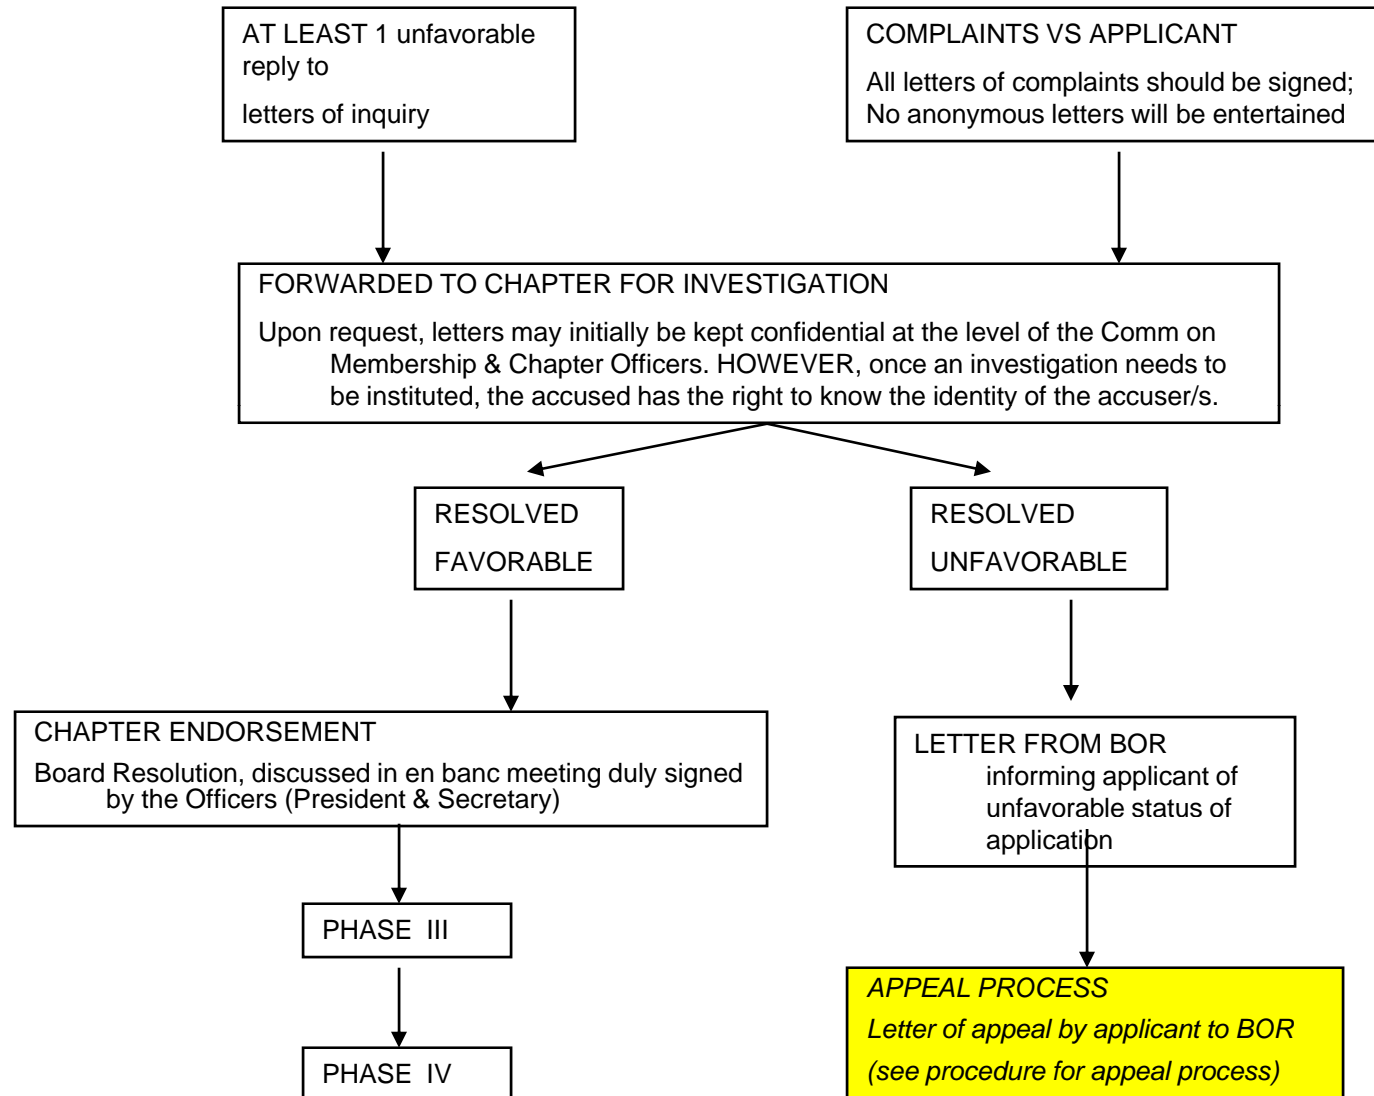 AT LEAST 1 unfavorable
reply to
letters of inquiry
COMPLAINTS VS APPLICANT
All letters of complaints should be signed;
No anonymous letters will be entertained
FORWARDED TO CHAPTER FOR INVESTIGATION
Upon request, letters may initially be kept confidential at the level of the Comm on
Membership & Chapter Officers. HOWEVER, once an investigation needs to
be instituted, the accused has the right to know the identity of the accuser/s.
RESOLVED
FAVORABLE
RESOLVED
UNFAVORABLE
CHAPTER ENDORSEMENT
Board Resolution, discussed in en banc meeting duly signed
by the Officers (President & Secretary)
LETTER FROM BOR
informing applicant of
unfavorable status of
application
PHASE III
APPEAL PROCESS
Letter of appeal by applicant to BOR
(see procedure for appeal process)
PHASE IV